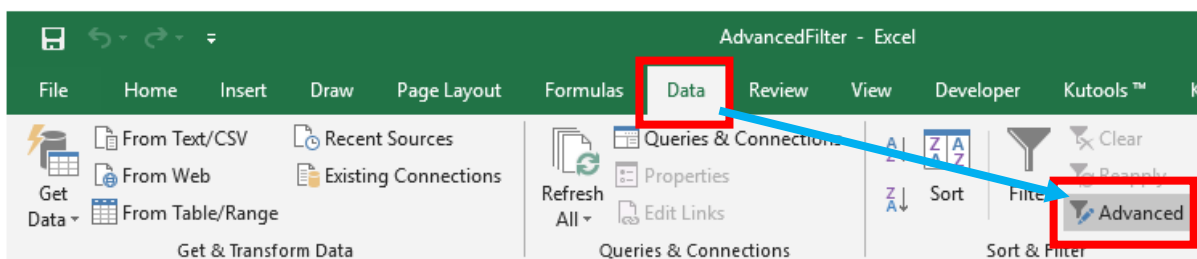 AdvancedFilter - Excel
File Home Insert Draw Page Layout Formulas Data Review View Developer Kutools ™ K
From Text/CSV Recent Sources Queries & Connections Clear
From Web Existing Connections Properties Reapply
Get Data Refresh All Sort Filter
From Table/Range Edit Links Advanced
Get & Transform Data Queries & Connections Sort & Filter